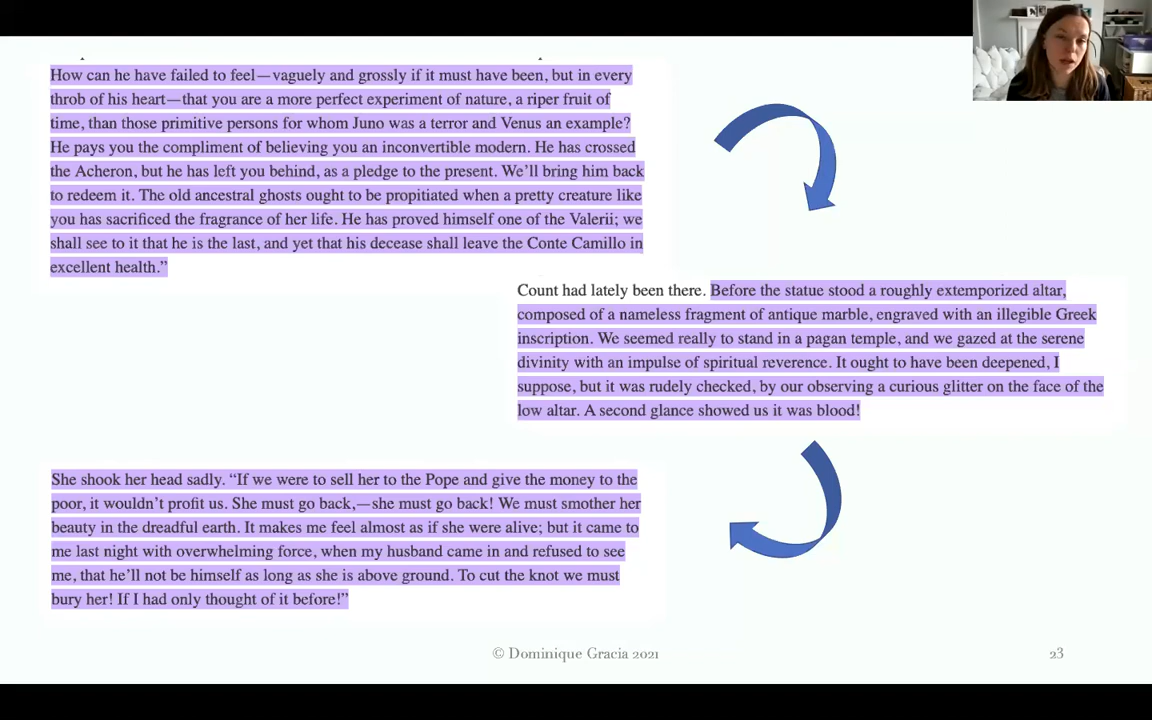 How can he have failed to feel—vaguely and grossly if it must have been, but in every
throb of his heart—that you are a more perfect experiment of nature, a riper fruit of
time, than those primitive persons for whom Juno was a terror and Venus an example?
He pays you the compliment of believing you an inconvertible modern. He has crossed
the Acheron, but he has left you behind, as a pledge to the present. We’ll bring him back
to redeem it. The old ancestral ghosts ought to be propitiated when a pretty creature like
you has sacrificed the fragrance of her life. He has proved himself one of the Valerii; we
shall see to it that he is the last, and yet that his decease shall leave the Conte Camillo in
excellent health.”
Count had lately been there. Before the statue stood a roughly extemporized altar,
composed of a nameless fragment of antique marble, engraved with an illegible Greek
inscription. We seemed really to stand in a pagan temple, and we gazed at the serene
divinity with an impulse of spiritual reverence. It ought to have been deepened, I
suppose, but it was rudely checked, by our observing a curious glitter on the face of the
low altar. A second glance showed us it was blood!
She shook her head sadly. “If we were to sell her to the Pope and give the money to the
poor, it wouldn’t profit us. She must go back,—she must go back! We must smother her
beauty in the dreadful earth. It makes me feel almost as if she were alive; but it came to
me last night with overwhelming force, when my husband came in and refused to see
me, that he’ll not be himself as long as she is above ground. To cut the knot we must
bury her! If I had only thought of it before!”
© Dominique Gracia 2021
23